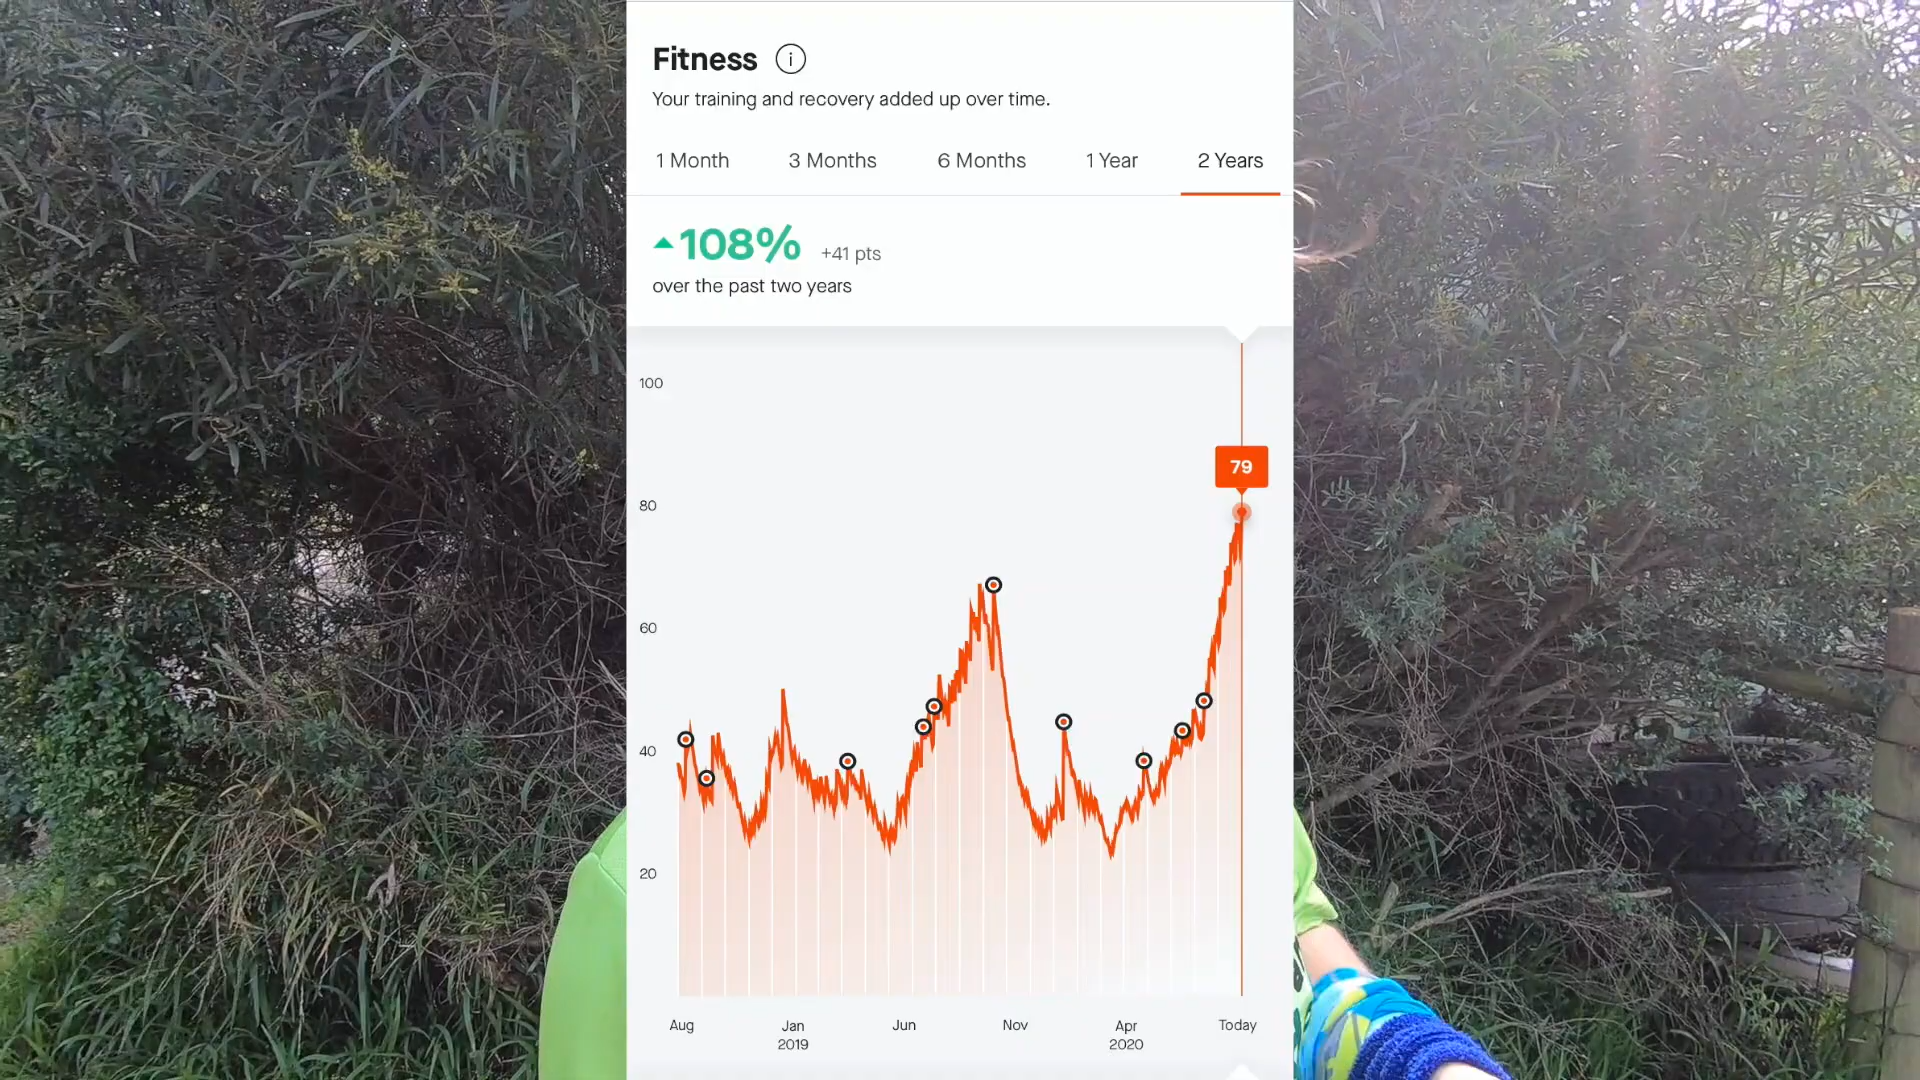 Fitness i
Your training and recovery added up over time.
1 Month 3 Months 6 Months 1 Year 2 Years
108% +41 pts
over the past two years
100
79
80
60
40
20
Aug Jan Jun Nov Apr Today
2019 2020